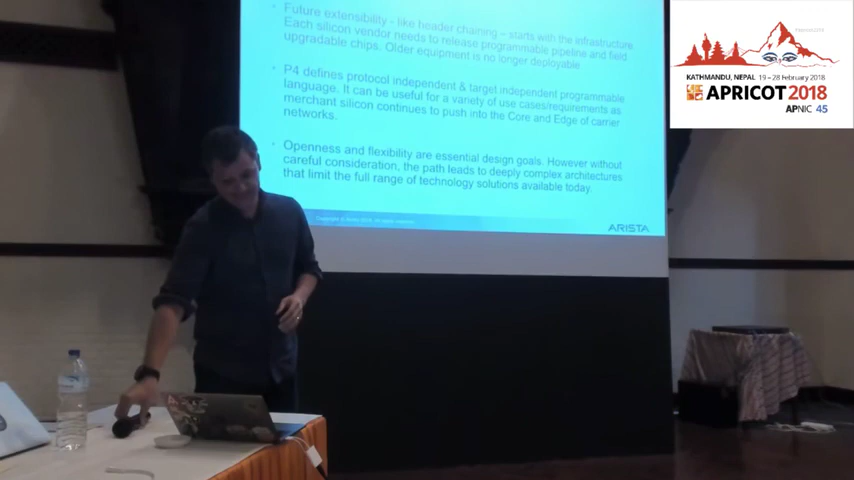 • Future extensibility - like header chaining – starts with the infrastructure.
Each silicon vendor needs to release programmable pipeline and field
upgradable chips. Older equipment is no longer deployable.
• P4 defines protocol independent & target independent programmable
language. It can be useful for a variety of use cases/requirements as
merchant silicon continues to push into the Core and Edge of carrier
networks.
• Openness and flexibility are essential design goals. However without
careful consideration, the path leads to deeply complex architectures
that limit the full range of technology solutions available today.
ARISTA
KATHMANDU, NEPAL 19 – 28 February 2018
APRICOT 2018
APNIC 45